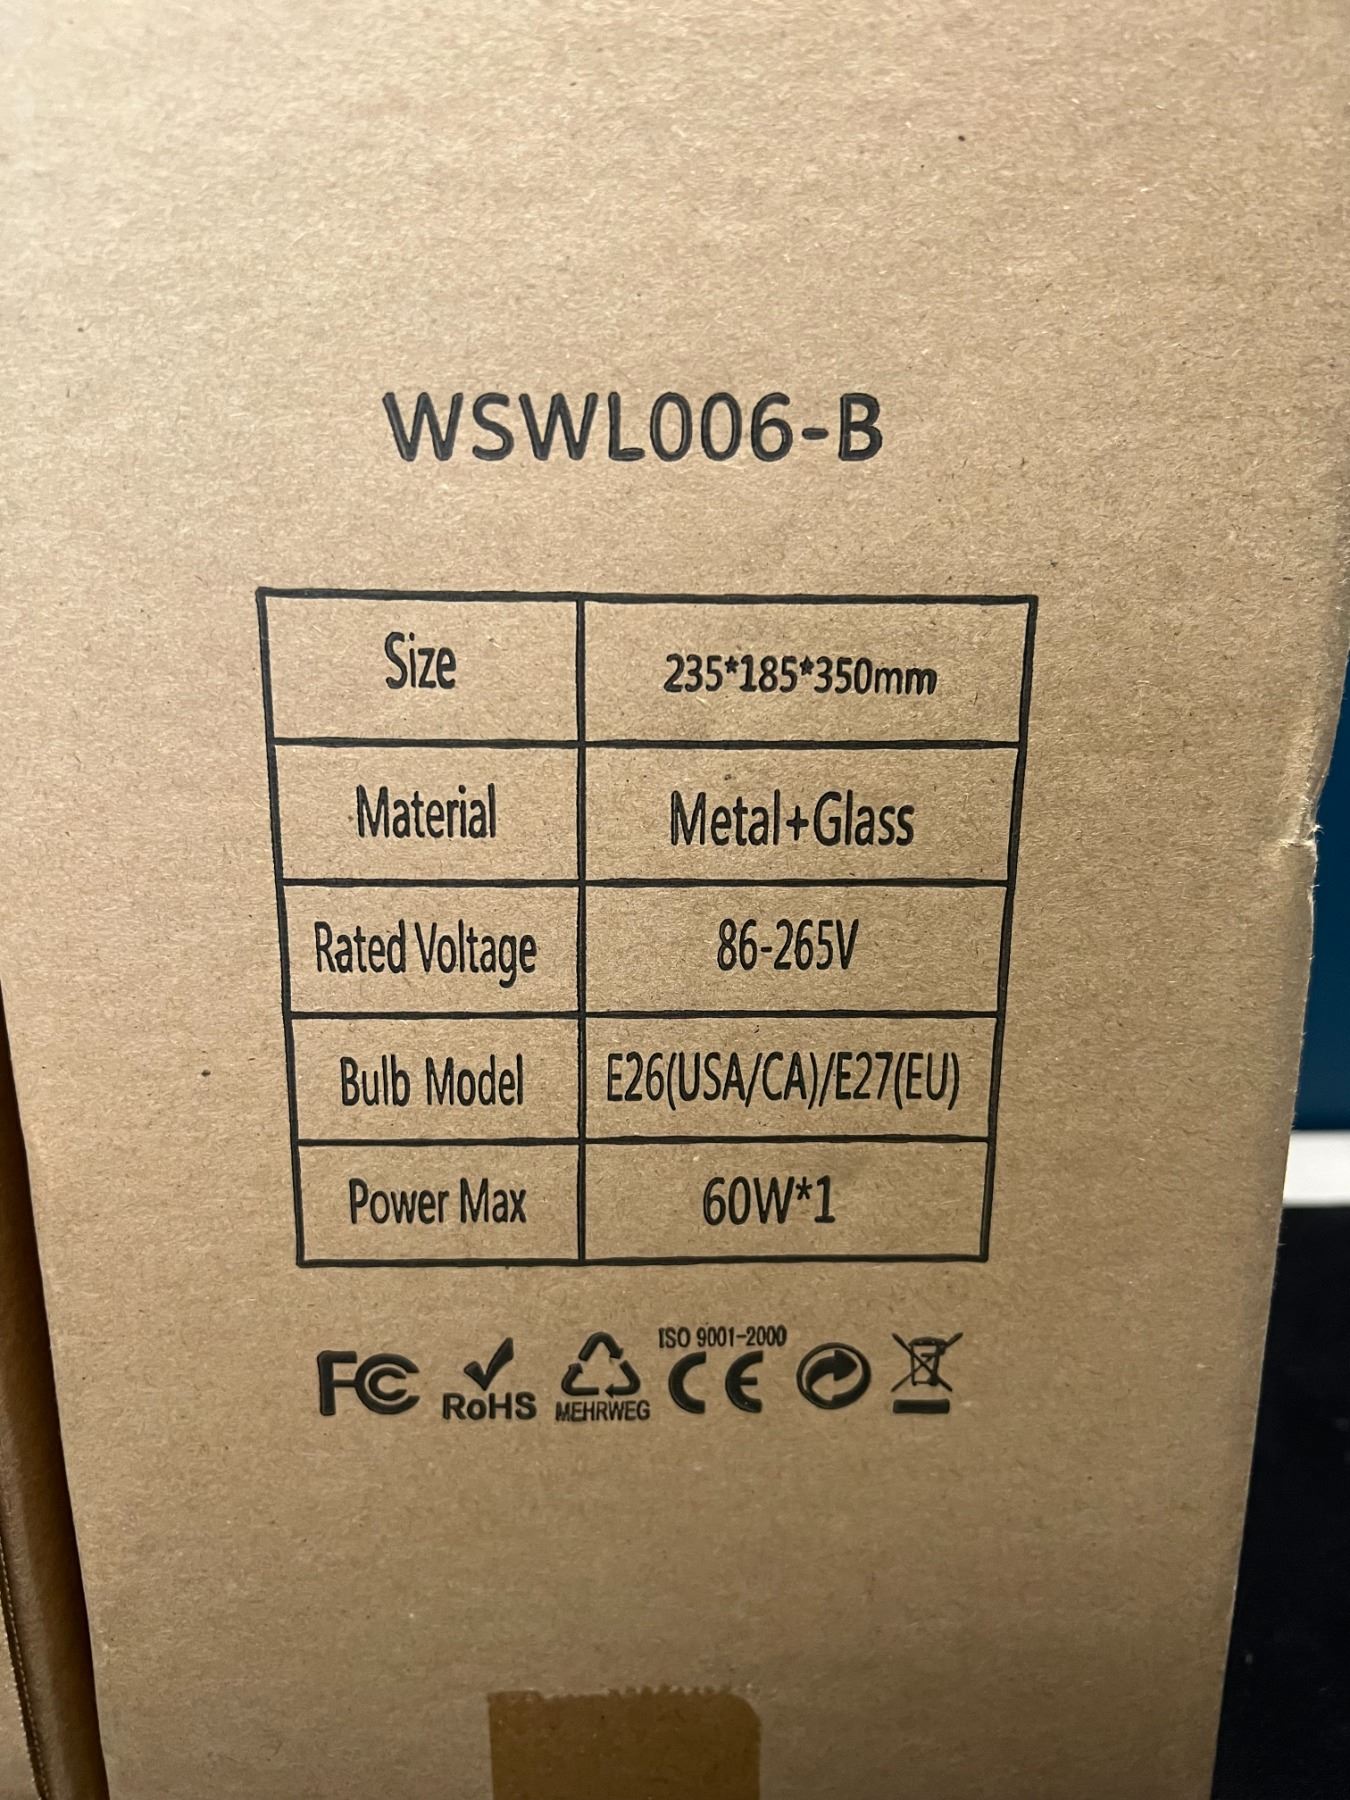 WSWL006-B
Size 235*185*350mm
Material Metal+Glass
Rated Voltage 86-265V
Bulb Model E26(USA/CA)/E27(EU)
Power Max 60W*1
ISO 9001-2000
FC RoHS MEHRWEG CE